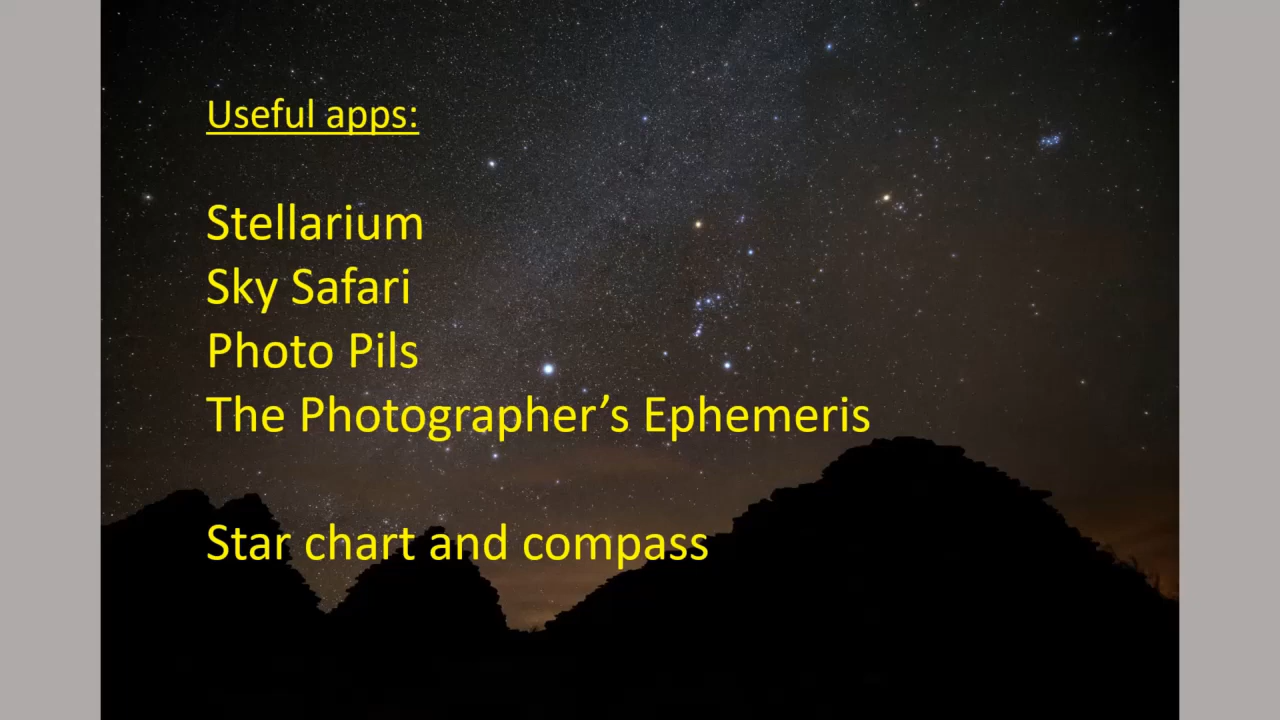 Useful apps:
Stellarium
Sky Safari
Photo Pils
The Photographer’s Ephemeris
Star chart and compass